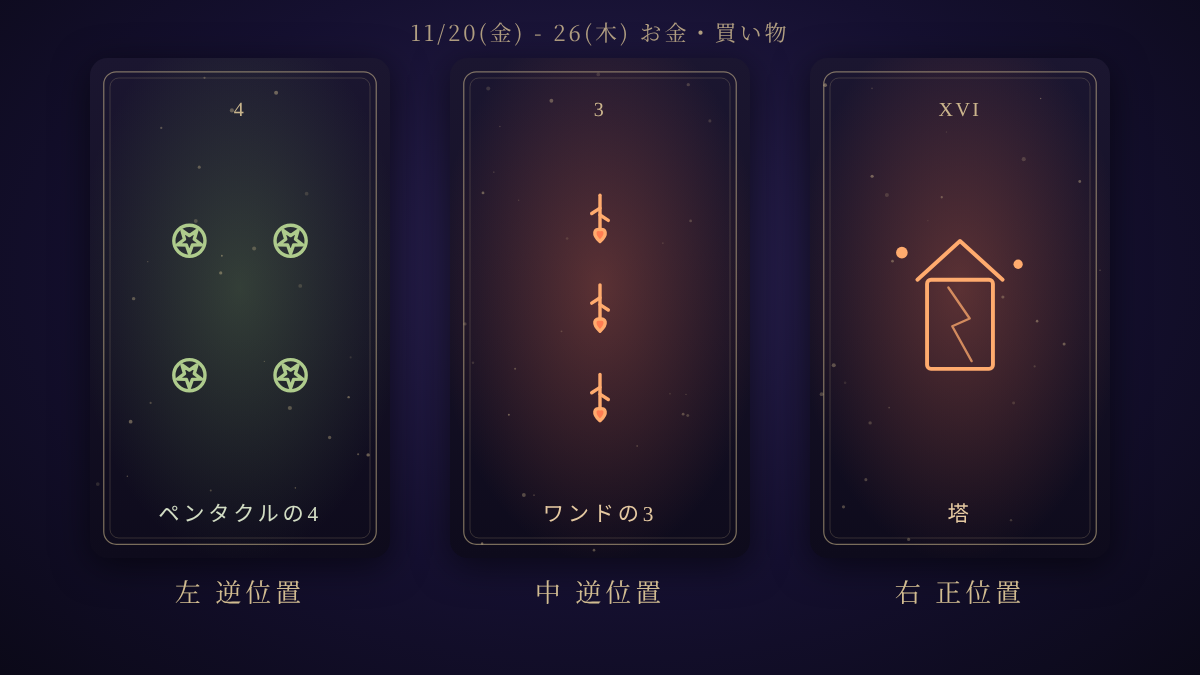 11/20(金) - 26(木) お金・買い物
4
ペンタクルの4
左 逆位置
3
ワンドの3
中 逆位置
XVI
塔
右 正位置